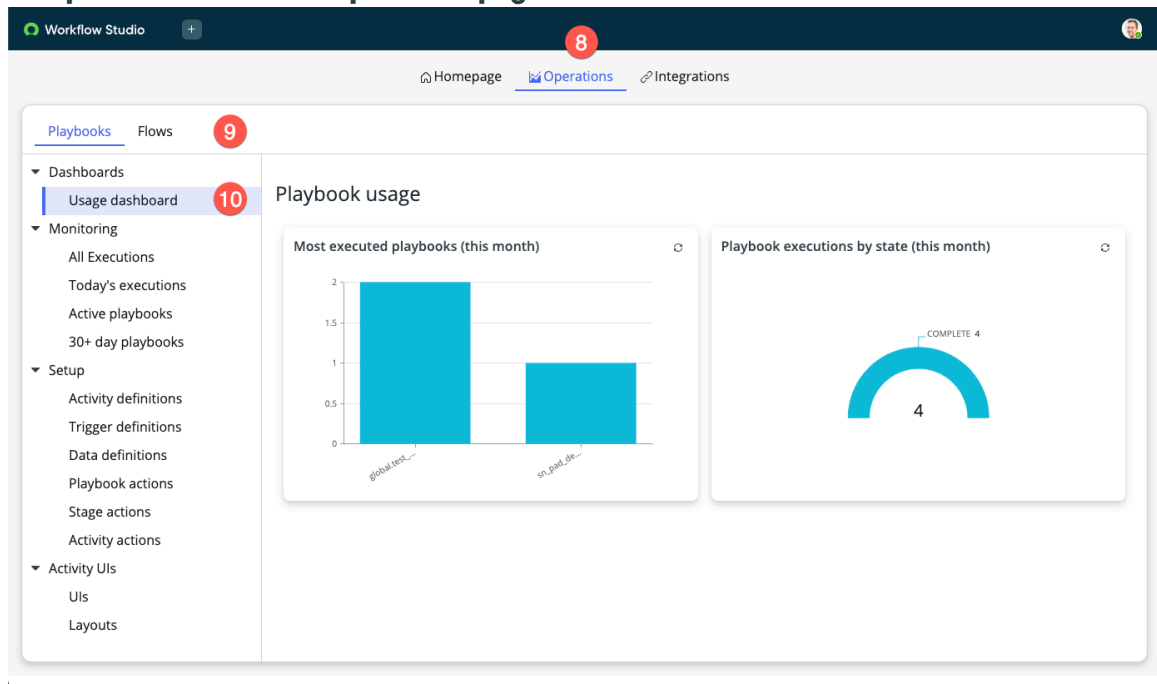 Workflow Studio
+
8
Homepage Operations Integrations
Playbooks Flows 9
Dashboards
Usage dashboard 10
Monitoring
All Executions
Today's executions
Active playbooks
30+ day playbooks
Setup
Activity definitions
Trigger definitions
Data definitions
Playbook actions
Stage actions
Activity actions
Activity UIs
UIs
Layouts
Playbook usage
Most executed playbooks (this month)
2
1.5
1
0.5
0
global.test_...
sn_pad_de...
Playbook executions by state (this month)
COMPLETE 4
4